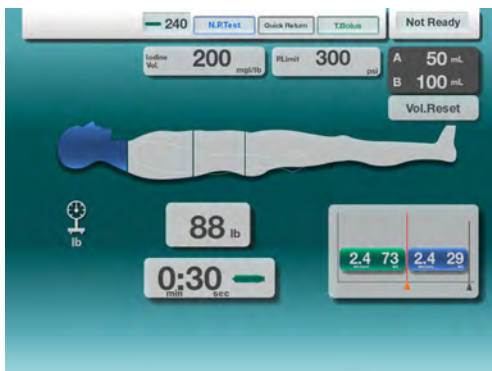 240 N.P.Test Quick Return T.Bolus Not Ready
Iodine Vol. 200 mgI/lb P.Limit 300 psi A 50 mL
B 100 mL
Vol.Reset
lb
88 lb
2.4 73 2.4 29
0:30
min sec